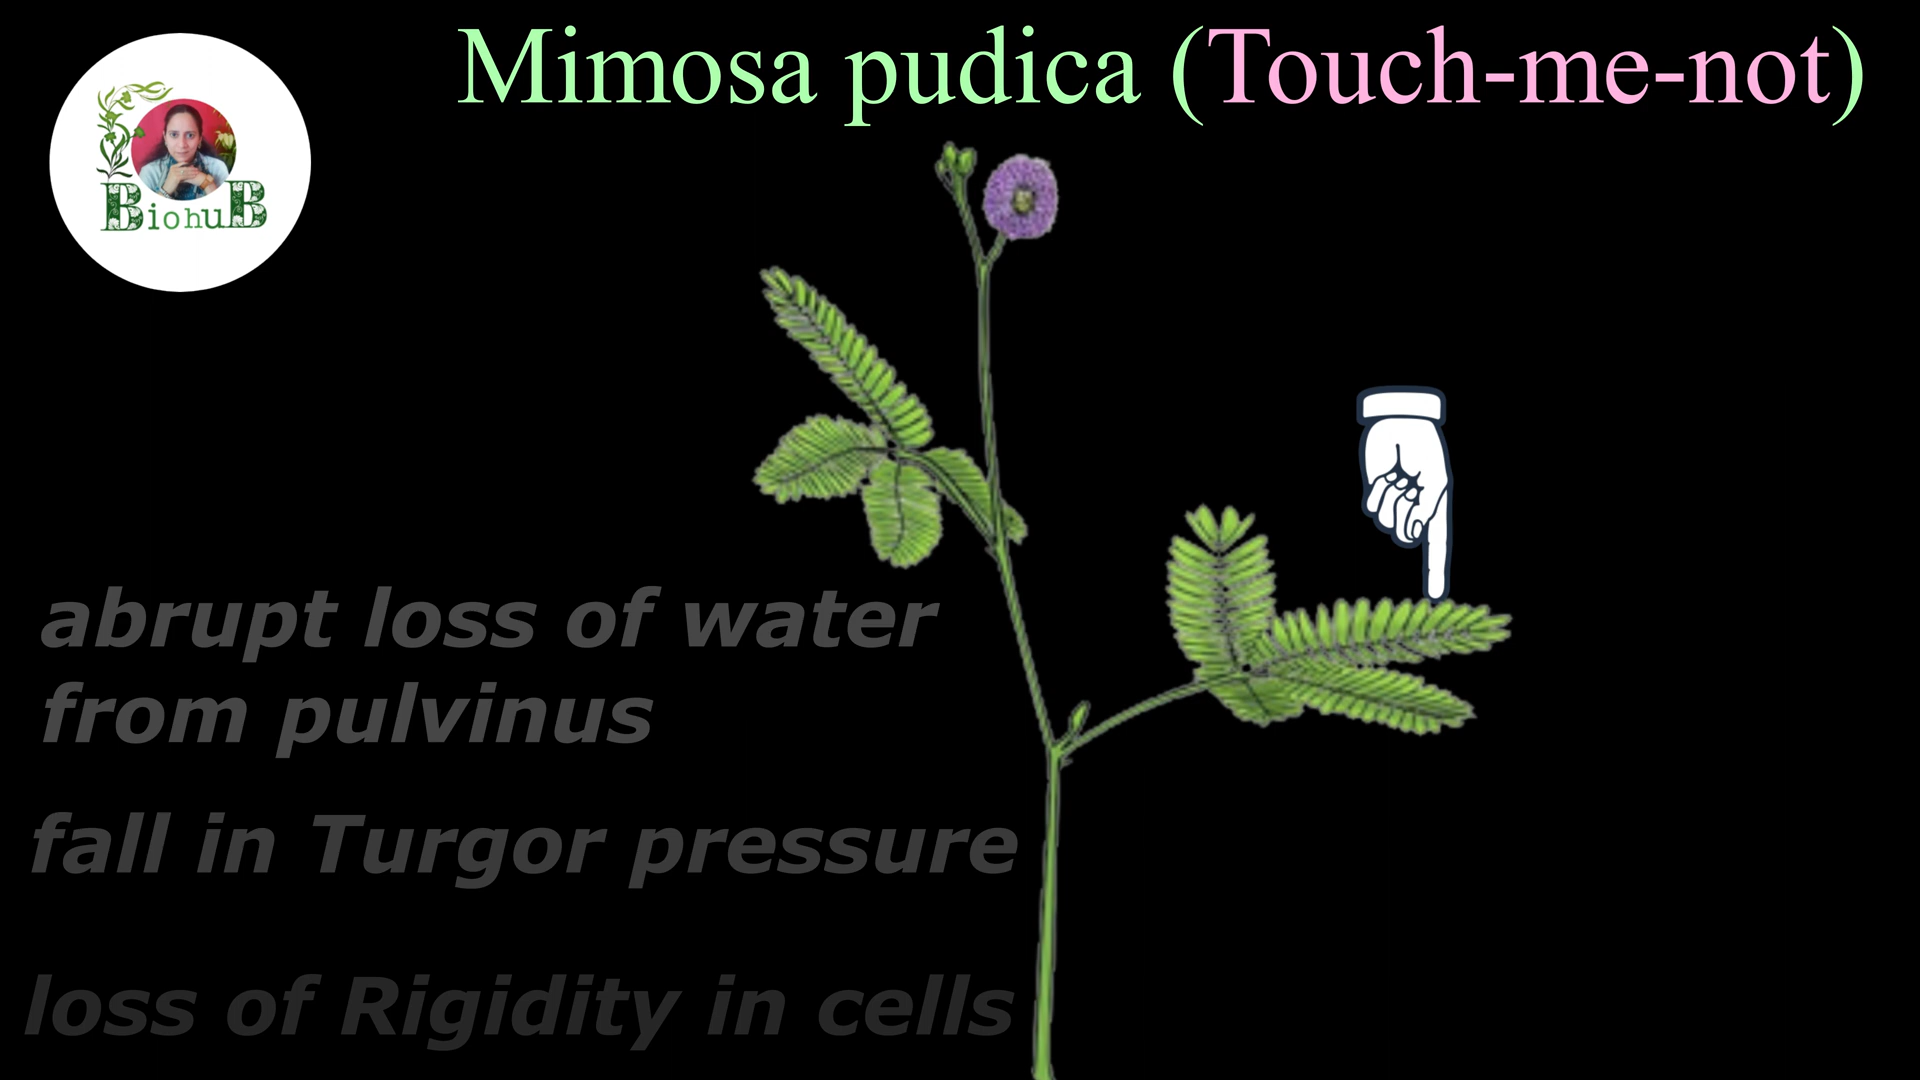 Mimosa pudica (Touch-me-not)
BiohuB
abrupt loss of water
from pulvinus
fall in Turgor pressure
loss of Rigidity in cells